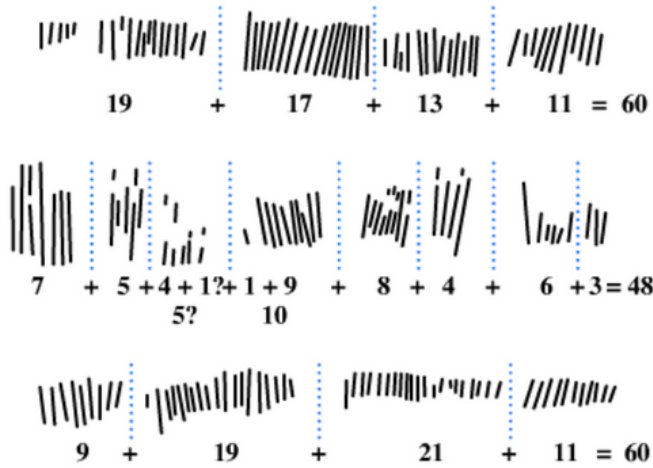 19 + 17 + 13 + 11 = 60
7 + 5 + 4 + 1? + 1 + 9 + 8 + 4 + 6 + 3 = 48
5? 10
9 + 19 + 21 + 11 = 60